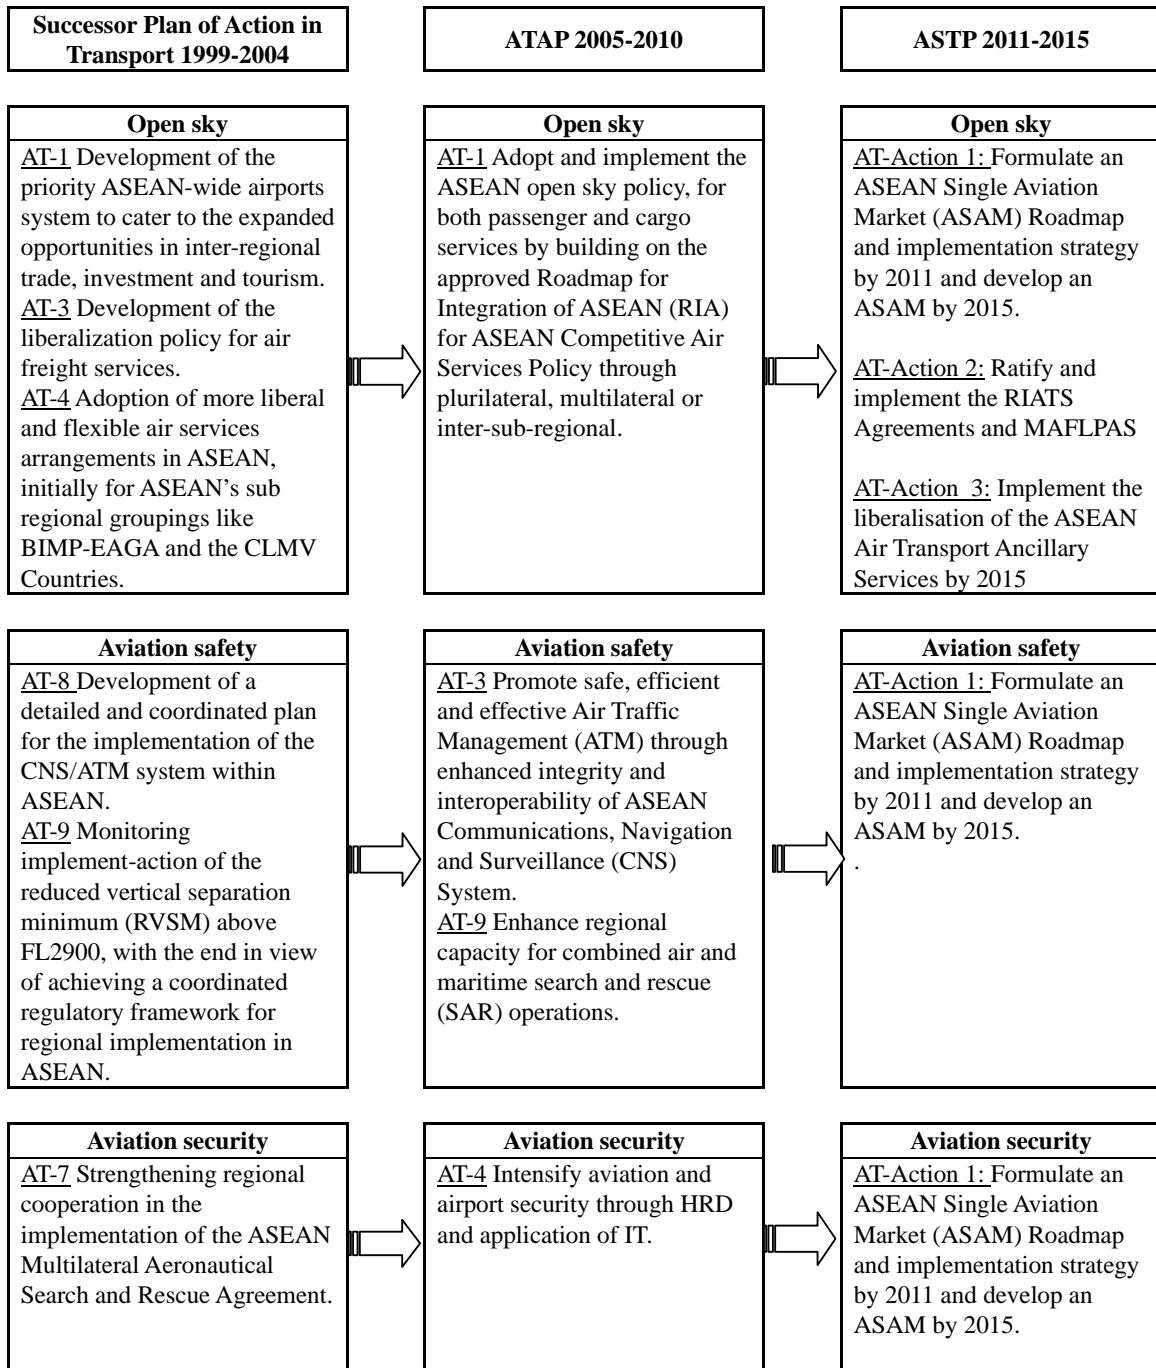 Successor Plan of Action in
Transport 1999-2004
ATAP 2005-2010
ASTP 2011-2015
Open sky
AT-1 Development of the
priority ASEAN-wide airports
system to cater to the expanded
opportunities in inter-regional
trade, investment and tourism.
AT-3 Development of the
liberalization policy for air
freight services.
AT-4 Adoption of more liberal
and flexible air services
arrangements in ASEAN,
initially for ASEAN's sub
regional groupings like
BIMP-EAGA and the CLMV
Countries.
Open sky
AT-1 Adopt and implement the
ASEAN open sky policy, for
both passenger and cargo
services by building on the
approved Roadmap for
Integration of ASEAN (RIA)
for ASEAN Competitive Air
Services Policy through
plurilateral, multilateral or
inter-sub-regional.
Open sky
AT-Action 1: Formulate an
ASEAN Single Aviation
Market (ASAM) Roadmap
and implementation strategy
by 2011 and develop an
ASAM by 2015.
AT-Action 2: Ratify and
implement the RIATS
Agreements and MAFLPAS
AT-Action 3: Implement the
liberalisation of the ASEAN
Air Transport Ancillary
Services by 2015
Aviation safety
AT-8 Development of a
detailed and coordinated plan
for the implementation of the
CNS/ATM system within
ASEAN.
AT-9 Monitoring
implement-action of the
reduced vertical separation
minimum (RVSM) above
FL2900, with the end in view
of achieving a coordinated
regulatory framework for
regional implementation in
ASEAN.
Aviation safety
AT-3 Promote safe, efficient
and effective Air Traffic
Management (ATM) through
enhanced integrity and
interoperability of ASEAN
Communications, Navigation
and Surveillance (CNS)
System.
AT-9 Enhance regional
capacity for combined air and
maritime search and rescue
(SAR) operations.
Aviation safety
AT-Action 1: Formulate an
ASEAN Single Aviation
Market (ASAM) Roadmap
and implementation strategy
by 2011 and develop an
ASAM by 2015.
.
Aviation security
AT-7 Strengthening regional
cooperation in the
implementation of the ASEAN
Multilateral Aeronautical
Search and Rescue Agreement.
Aviation security
AT-4 Intensify aviation and
airport security through HRD
and application of IT.
Aviation security
AT-Action 1: Formulate an
ASEAN Single Aviation
Market (ASAM) Roadmap
and implementation strategy
by 2011 and develop an
ASAM by 2015.